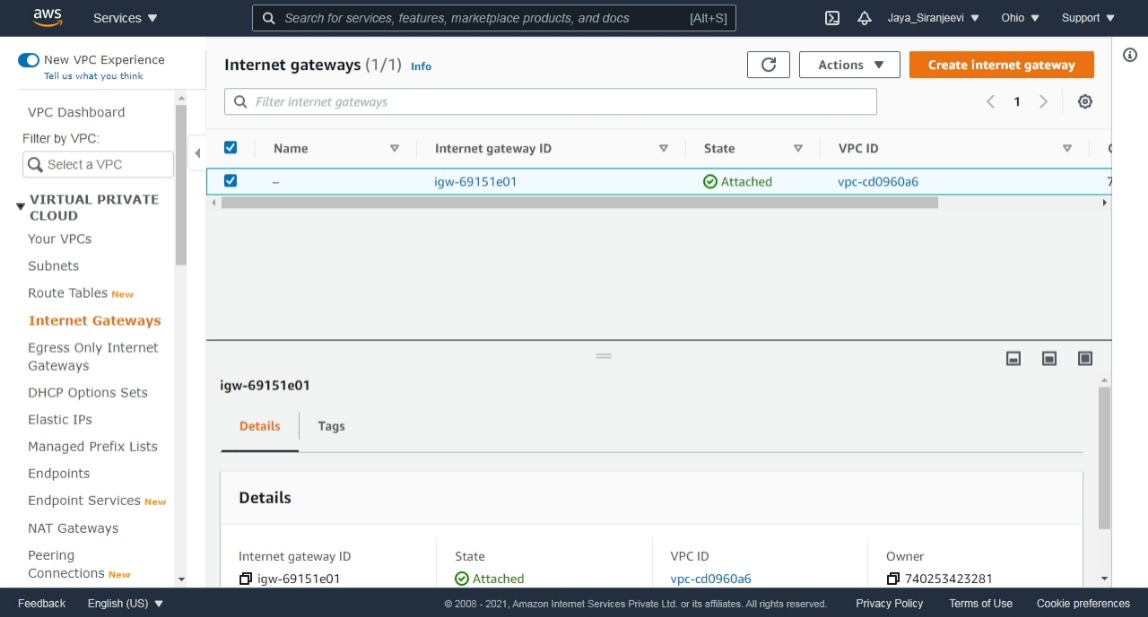 aws
Services
Search for services, features, marketplace products, and docs
[Alt+S]
Jaya_Siranjeevi
Ohio
Support
New VPC Experience
Tell us what you think
VPC Dashboard
Filter by VPC:
Select a VPC
VIRTUAL PRIVATE
CLOUD
Your VPCs
Subnets
Route Tables New
Internet Gateways
Egress Only Internet
Gateways
DHCP Options Sets
Elastic IPs
Managed Prefix Lists
Endpoints
Endpoint Services New
NAT Gateways
Peering
Connections New
Internet gateways (1/1) Info
Actions
Create internet gateway
Filter internet gateways
1
Name
Internet gateway ID
State
VPC ID
–
igw-69151e01
Attached
vpc-cd0960a6
igw-69151e01
Details
Tags
Details
Internet gateway ID
igw-69151e01
State
Attached
VPC ID
vpc-cd0960a6
Owner
740253423281
Feedback
English (US)
© 2008 - 2021, Amazon Internet Services Private Ltd. or its affiliates. All rights reserved.
Privacy Policy
Terms of Use
Cookie preferences